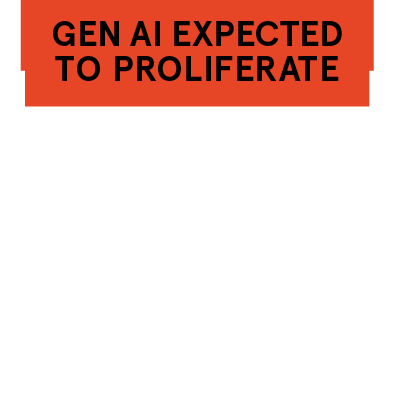 GEN AI EXPECTED
TO PROLIFERATE